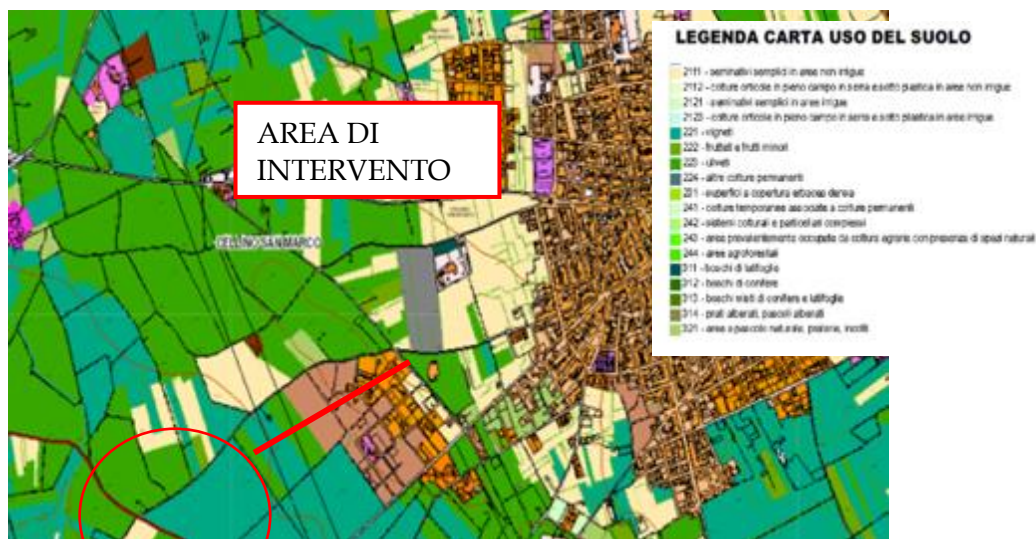 AREA DI
INTERVENTO
CELLINO SAN MARCO
LEGENDA CARTA USO DEL SUOLO
2111 - seminativi semplici in aree non irrigue
2112 - colture orticole in pieno campo in serra e sotto plastica in aree non irrigue
2121 - seminativi semplici in aree irrigue
2123 - colture orticole in pieno campo in serra e sotto plastica in aree irrigue
221 - vigneti
222 - frutteti e frutti minori
223 - uliveti
224 - altre colture permanenti
231 - superfici a copertura erbacea densa
241 - colture temporanee associate a colture permanenti
242 - sistemi colturali e particellari complessi
243 - aree prevalentemente occupate da colture agrarie con presenza di spazi naturali
244 - aree agroforestali
311 - boschi di latifoglie
312 - boschi di conifere
313 - boschi misti di conifere e latifoglie
314 - prati alberati, pascoli alberati
321 - aree a pascolo naturale, praterie, incolti